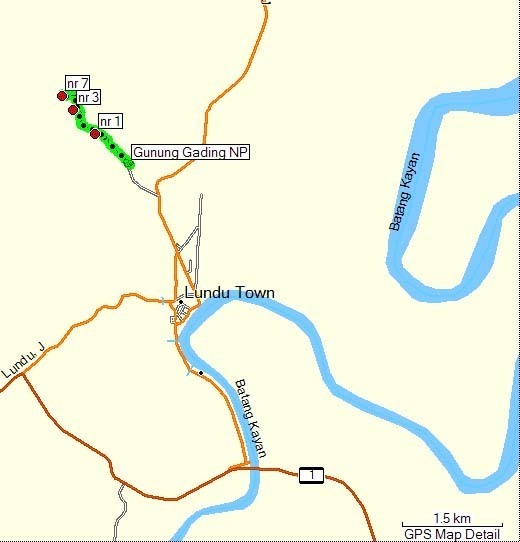 nr 7
nr 3
nr 1
Gunung Gading NP
Batang Kayan
Lundu Town
Lundu, J
Batang Kayan
1
1.5 km
GPS Map Detail